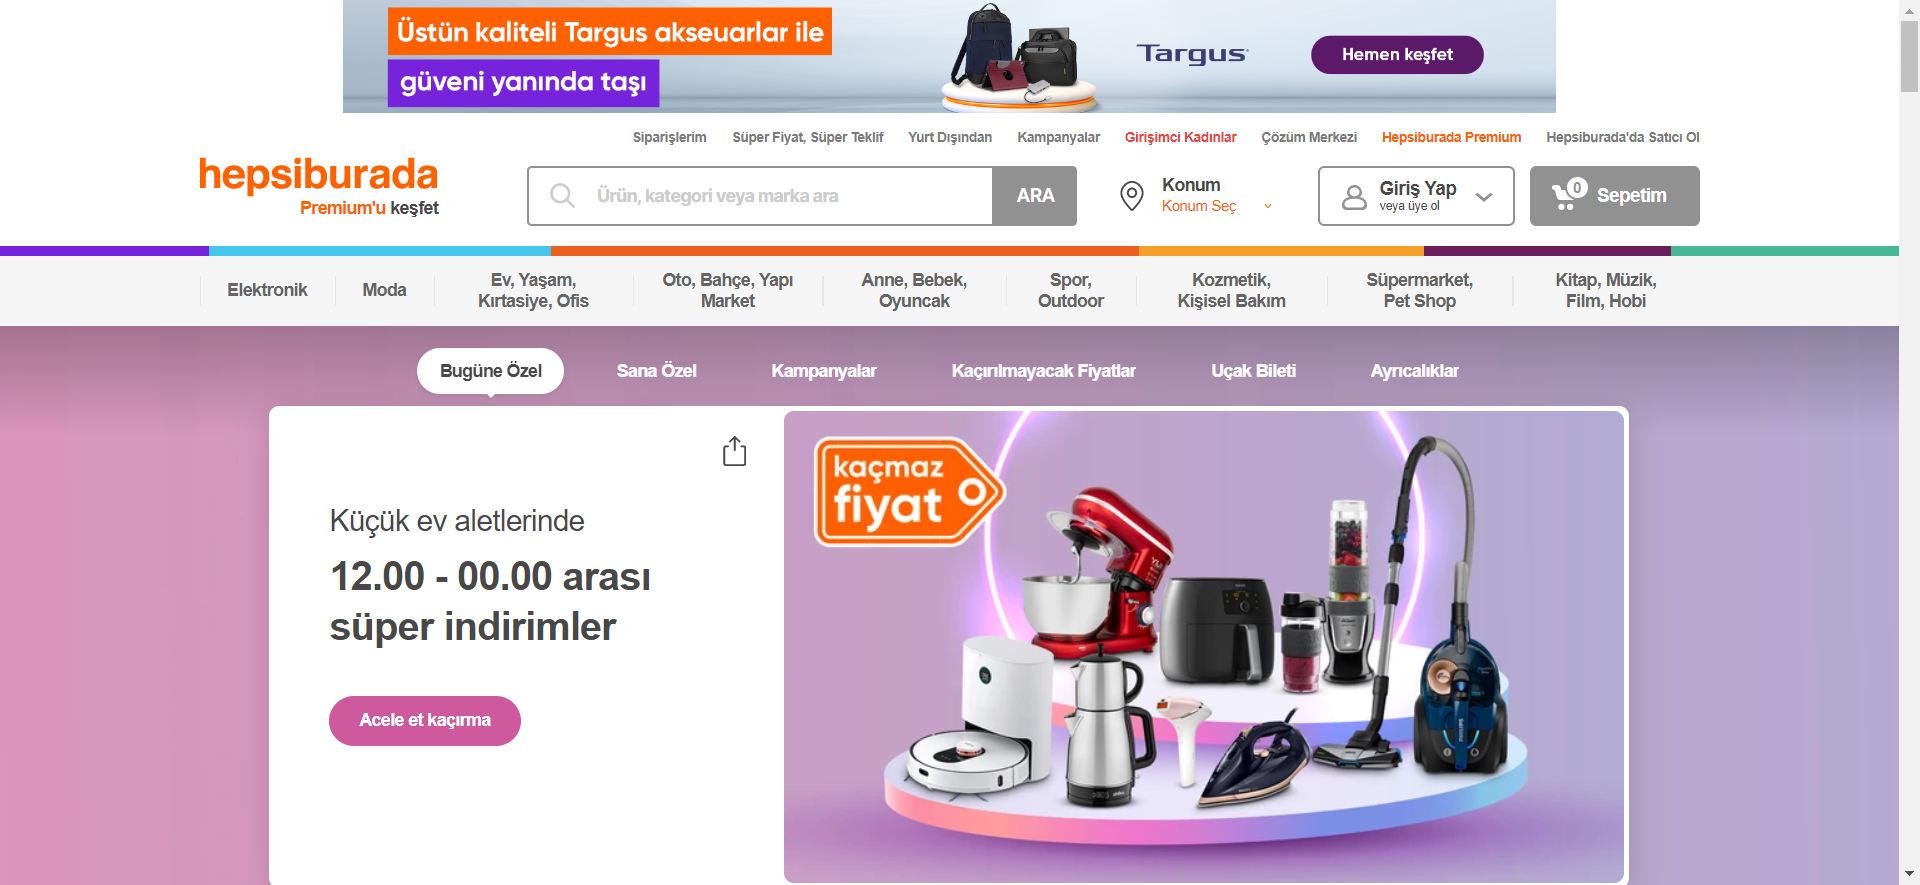 Üstün kaliteli Targus akseuarlar ile
güveni yanında taşı
Targus
Hemen keşfet
Siparişlerim Süper Fiyat, Süper Teklif Yurt Dışından Kampanyalar Girişimci Kadınlar Çözüm Merkezi Hepsiburada Premium Hepsiburada'da Satıcı Ol
hepsiburada
Premium'u keşfet
Ürün, kategori veya marka ara
ARA
Konum
Konum Seç
Giriş Yap
veya üye ol
0
Sepetim
Elektronik
Moda
Ev, Yaşam,
Kırtasiye, Ofis
Oto, Bahçe, Yapı
Market
Anne, Bebek,
Oyuncak
Spor,
Outdoor
Kozmetik,
Kişisel Bakım
Süpermarket,
Pet Shop
Kitap, Müzik,
Film, Hobi
Bugüne Özel Sana Özel Kampanyalar Kaçırılmayacak Fiyatlar Uçak Bileti Ayrıcalıklar
Küçük ev aletlerinde
12.00 - 00.00 arası
süper indirimler
Acele et kaçırma
kaçmaz
fiyat
PHILIPS